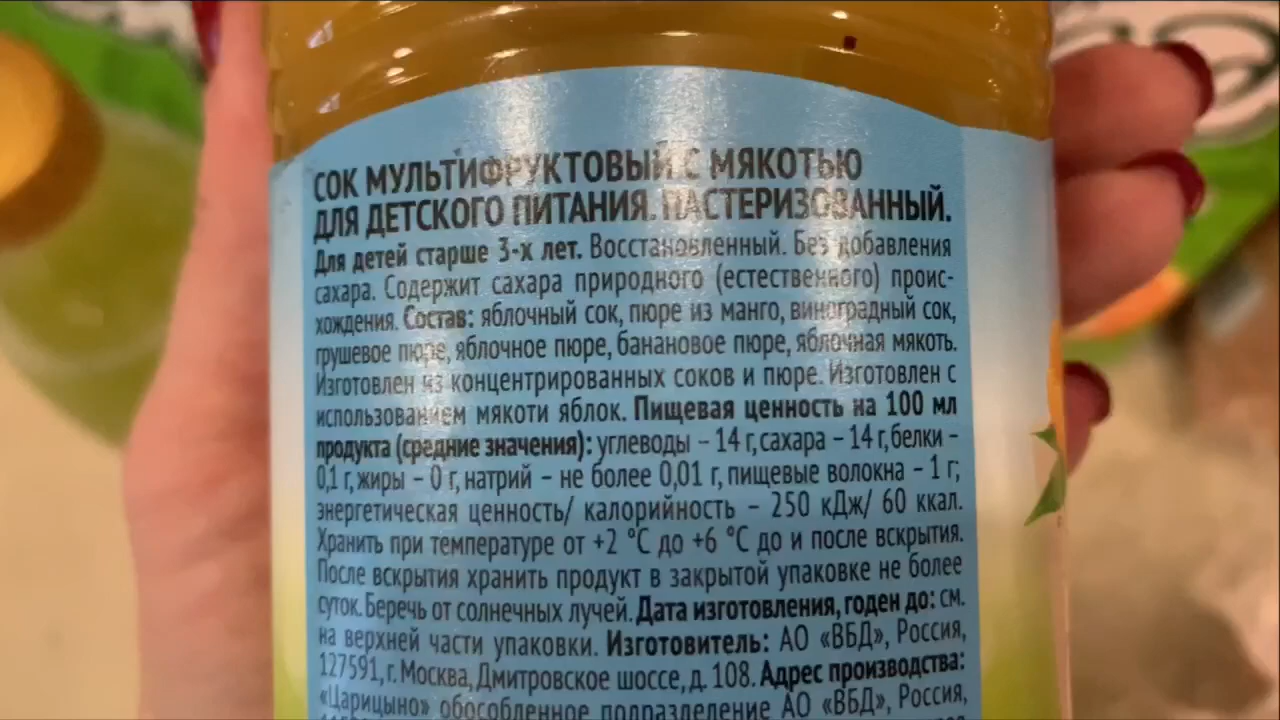 СОК МУЛЬТИФРУКТОВЫЙ С МЯКОТЬЮ
ДЛЯ ДЕТСКОГО ПИТАНИЯ. ПАСТЕРИЗОВАННЫЙ.
Для детей старше 3-х лет. Восстановленный. Без добавления
сахара. Содержит сахара природного (естественного) проис-
хождения. Состав: яблочный сок, пюре из манго, виноградный сок,
грушевое пюре, яблочное пюре, банановое пюре, яблочная мякоть.
Изготовлен из концентрированных соков и пюре. Изготовлен с
использованием мякоти яблок. Пищевая ценность на 100 мл
продукта (средние значения): углеводы – 14 г, сахара – 14 г, белки –
0,1 г, жиры – 0 г, натрий – не более 0,01 г, пищевые волокна – 1 г;
энергетическая ценность/ калорийность – 250 кДж/ 60 ккал.
Хранить при температуре от +2 °С до +6 °С до и после вскрытия.
После вскрытия хранить продукт в закрытой упаковке не более
суток. Беречь от солнечных лучей. Дата изготовления, годен до: см.
на верхней части упаковки. Изготовитель: АО «ВБД», Россия,
127591, г. Москва, Дмитровское шоссе, д. 108. Адрес производства:
«Царицыно» обособленное подразделение АО «ВБД», Россия,